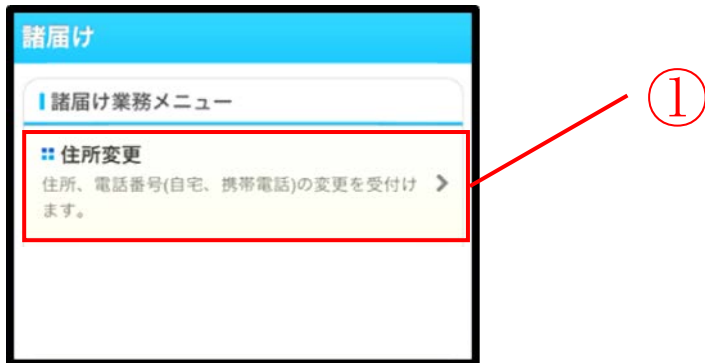 諸届け
諸届け業務メニュー
住所変更
住所、電話番号(自宅、携帯電話)の変更を受付け
ます。
①